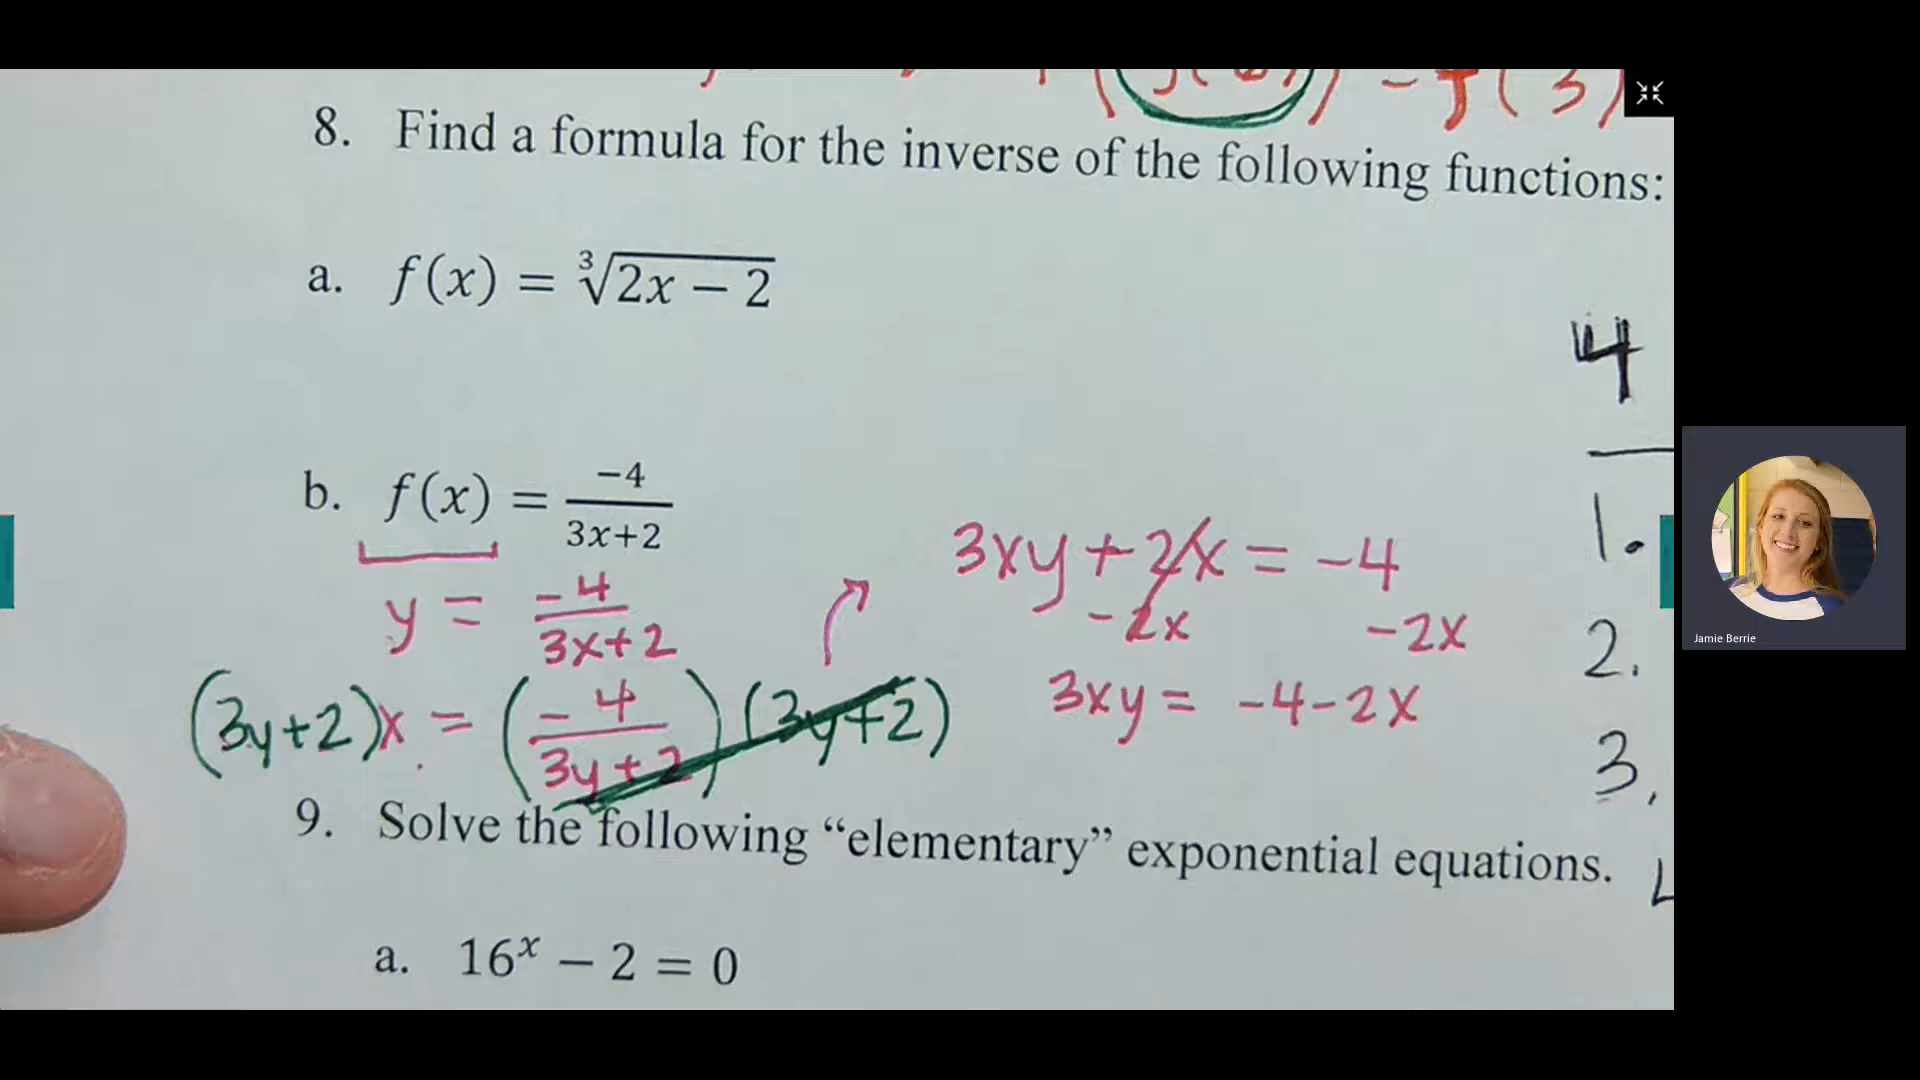 f(3)
8. Find a formula for the inverse of the following functions:
a. f(x) = ∛2x − 2
4
b. f(x) = −4/3x+2
y = −4/3x+2
(3y+2)x = (−4/3y+2)(3y+2)
3xy + 2x = −4
−2x −2x
3xy = −4−2x
1.
2.
3.
9. Solve the following “elementary” exponential equations.
a. 16ˣ − 2 = 0
Jamie Berrie